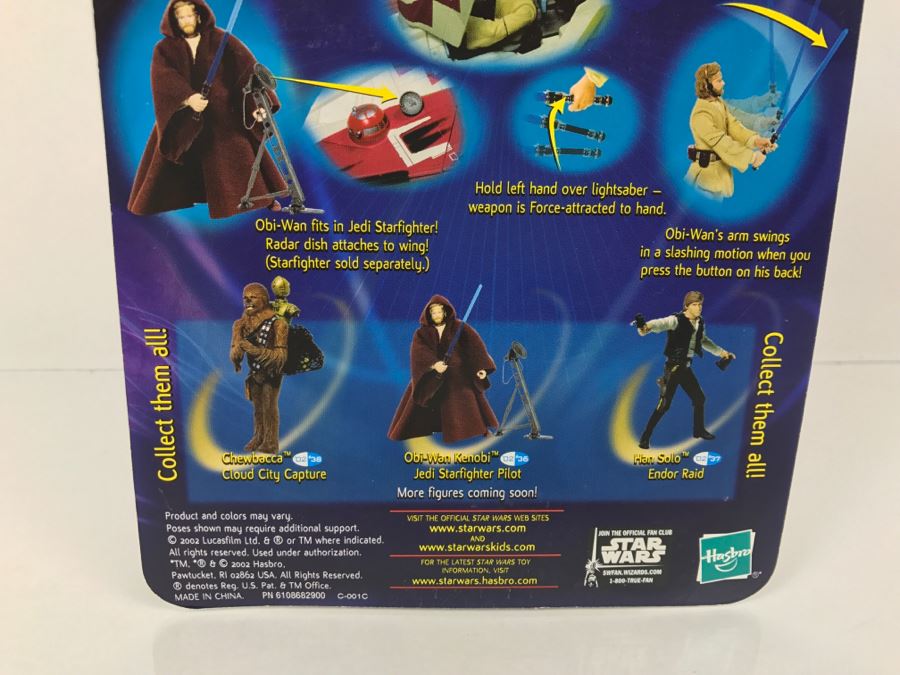 Hold left hand over lightsaber –
weapon is Force-attracted to hand.
Obi-Wan fits in Jedi Starfighter!
Radar dish attaches to wing!
(Starfighter sold separately.)
Obi-Wan's arm swings
in a slashing motion when you
press the button on his back!
Collect them all!
Chewbacca™ '02 #38
Cloud City Capture
Obi-Wan Kenobi™ '02 #36
Jedi Starfighter Pilot
Han Solo™ '02 #37
Endor Raid
Collect them all!
More figures coming soon!
Product and colors may vary.
Poses shown may require additional support.
© 2002 Lucasfilm Ltd. & ® or TM where indicated.
All rights reserved. Used under authorization.
*TM, *® & © 2002 Hasbro,
Pawtucket, RI 02862 USA. All Rights Reserved.
® denotes Reg. U.S. Pat. & TM Office.
MADE IN CHINA. PN 6108682900 C-001C
VISIT THE OFFICIAL STAR WARS WEB SITES
www.starwars.com
AND
www.starwarskids.com
FOR THE LATEST STAR WARS TOY
INFORMATION, VISIT
www.starwars.hasbro.com
JOIN THE OFFICIAL FAN CLUB
STAR
WARS
SWFAN.WIZARDS.COM
1-800-TRUE-FAN
Hasbro
®*